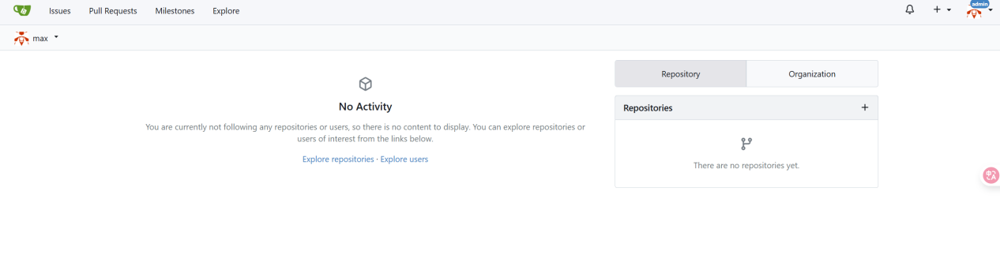 Issues Pull Requests Milestones Explore
admin
max
Repository Organization
No Activity
Repositories
You are currently not following any repositories or users, so there is no content to display. You can explore repositories or
users of interest from the links below.
Explore repositories · Explore users
There are no repositories yet.
中
A